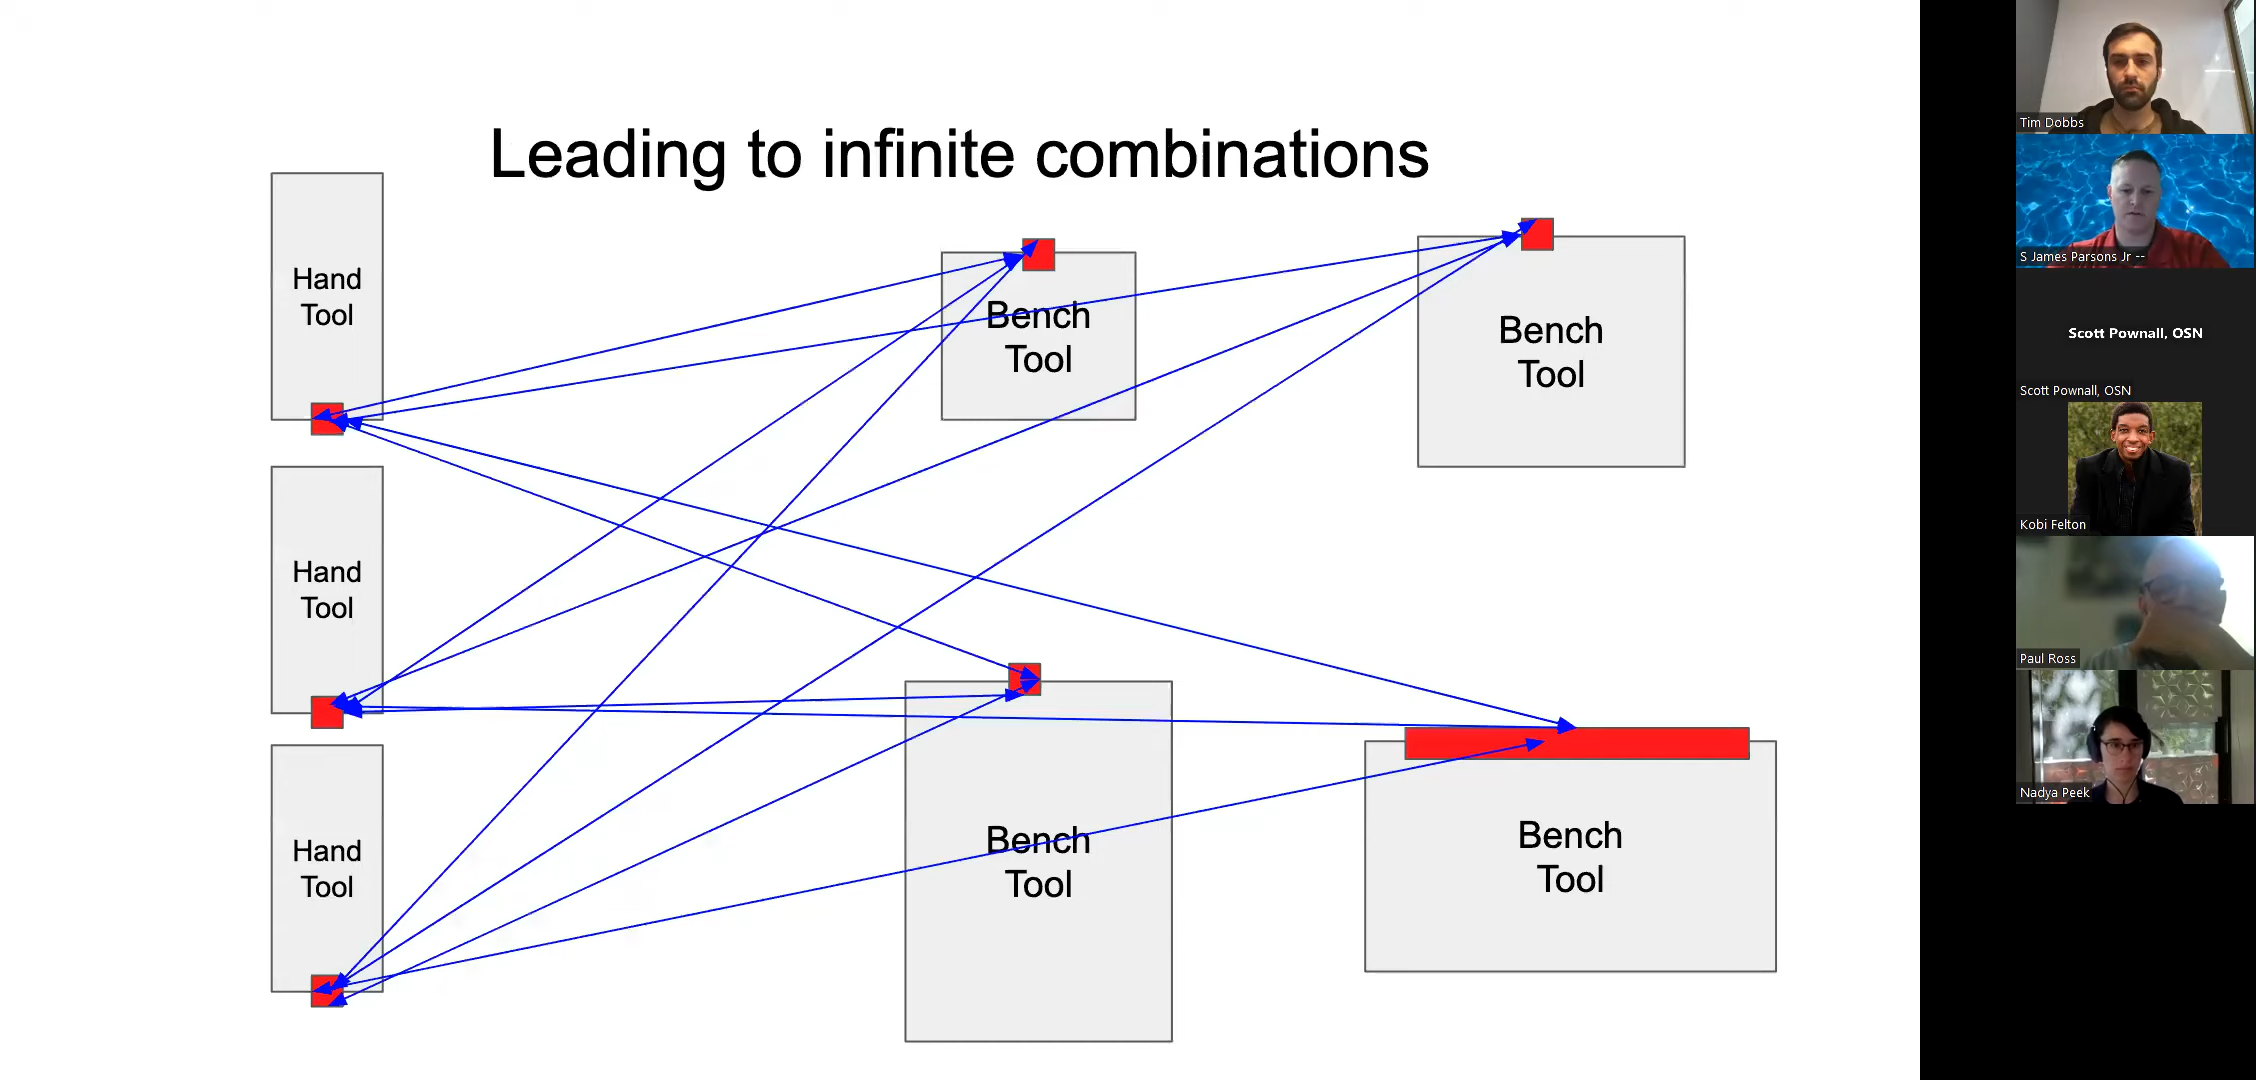 Leading to infinite combinations
Hand
Tool
Bench
Tool
Bench
Tool
Hand
Tool
Hand
Tool
Bench
Tool
Bench
Tool
Tim Dobbs
S James Parsons Jr --
Scott Pownall, OSN
Scott Pownall, OSN
Kobi Felton
Paul Ross
Nadya Peek